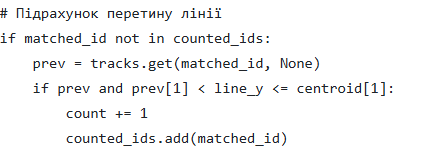 # Підрахунок перетину лінії
if matched_id not in counted_ids:
    prev = tracks.get(matched_id, None)
    if prev and prev[1] < line_y <= centroid[1]:
        count += 1
        counted_ids.add(matched_id)